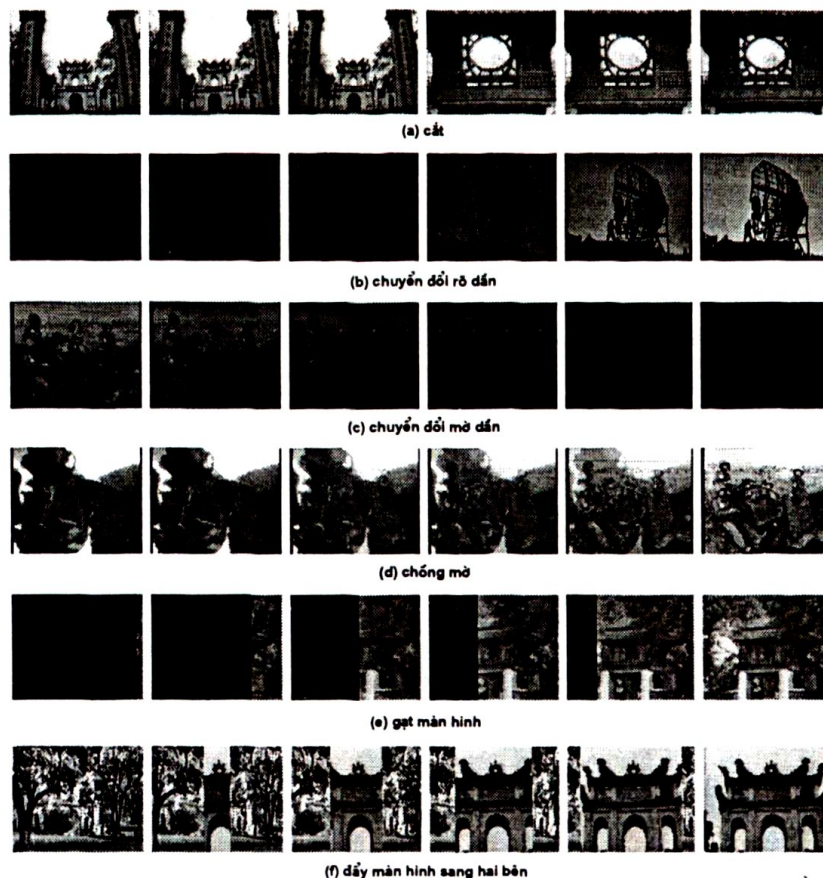 (a) cắt
(b) chuyển đổi rõ dần
(c) chuyển đổi mờ dần
(d) chồng mờ
(e) gạt màn hình
(f) đẩy màn hình sang hai bên